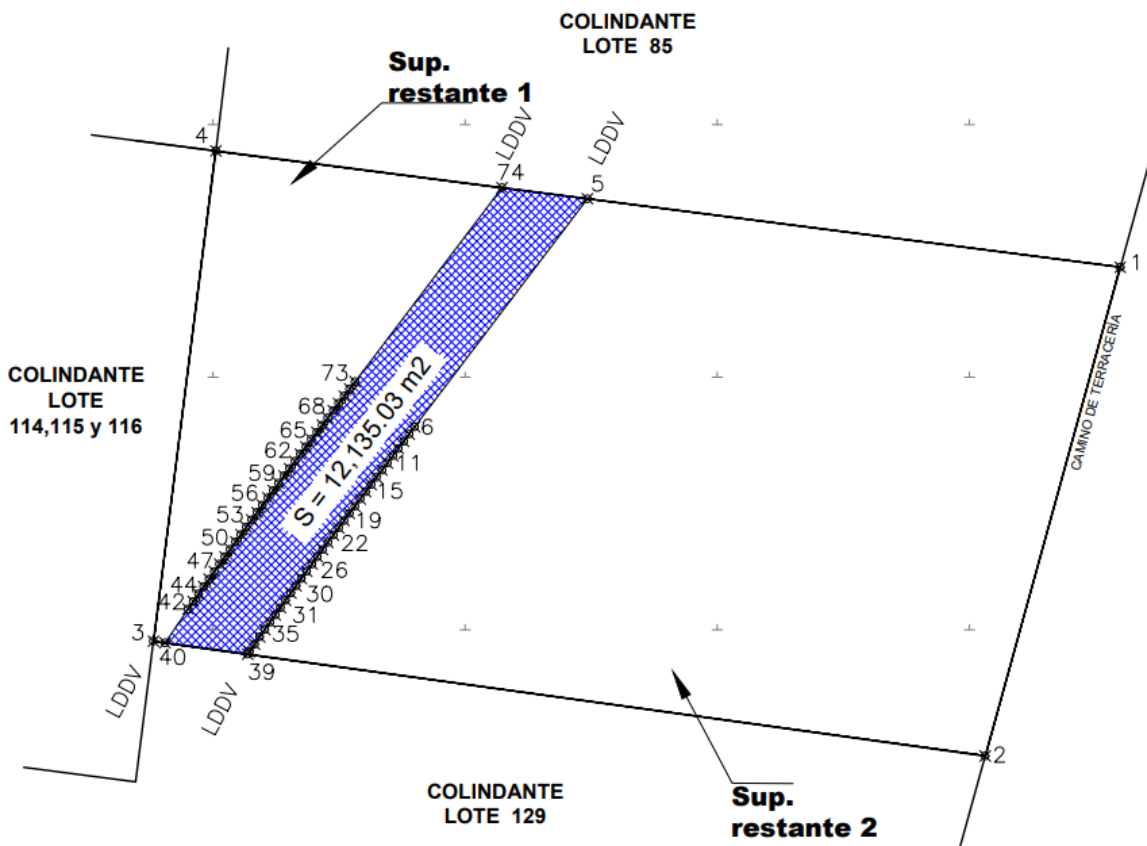 COLINDANTE
LOTE 85
Sup.
restante 1
LDDV
LDDV
4
74
5
1
CAMINO DE TERRACERÍA
COLINDANTE
LOTE
114,115 y 116
73
68
65
62
59
56
53
50
47
44
42
S = 12,135.03 m2
6
11
15
19
22
26
30
31
35
39
3
40
LDDV
LDDV
2
COLINDANTE
LOTE 129
Sup.
restante 2